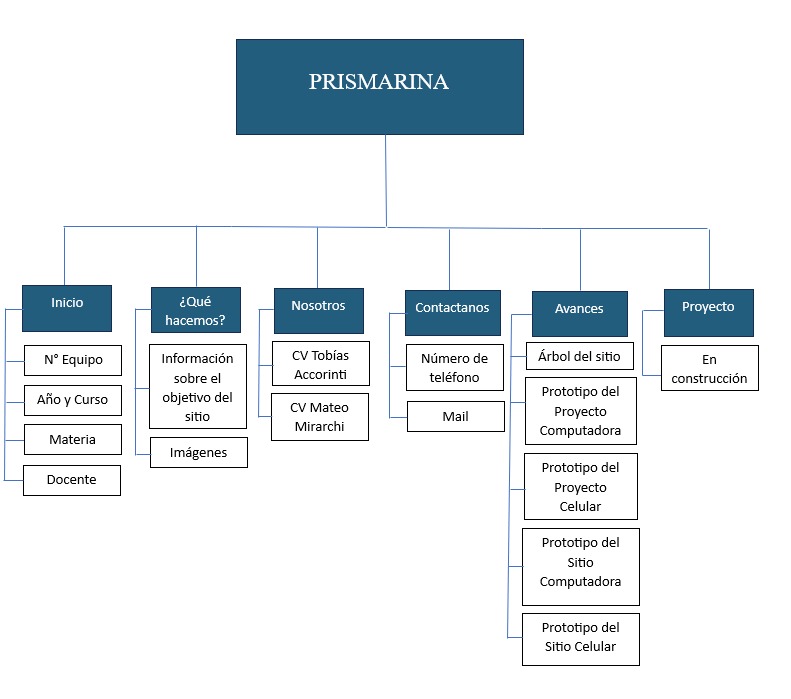 PRISMARINA
Inicio
N° Equipo
Año y Curso
Materia
Docente
¿Qué
hacemos?
Información
sobre el
objetivo del
sitio
Imágenes
Nosotros
CV Tobías
Accorinti
CV Mateo
Mirarchi
Contactanos
Número de
teléfono
Mail
Avances
Árbol del sitio
Prototipo del
Proyecto
Computadora
Prototipo del
Proyecto
Celular
Prototipo del
Sitio
Computadora
Prototipo del
Sitio Celular
Proyecto
En
construcción